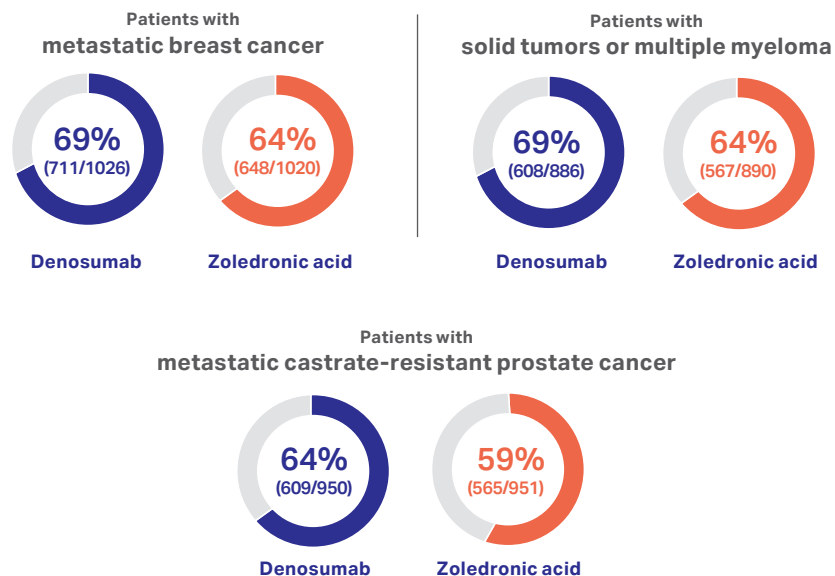 Patients with
metastatic breast cancer
69%
(711/1026)
Denosumab
64%
(648/1020)
Zoledronic acid
Patients with
solid tumors or multiple myeloma
69%
(608/886)
Denosumab
64%
(567/890)
Zoledronic acid
Patients with
metastatic castrate-resistant prostate cancer
64%
(609/950)
Denosumab
59%
(565/951)
Zoledronic acid